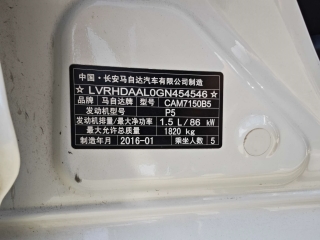 中国·长安马自达汽车有限公司制造
☆ LVRHDAAL0GN454546 ☆
品牌 马自达牌 型号 CAM7150B5
发动机型号 P5
发动机排量/最大净功率 1.5 L/86 kW
最大允许总质量 1820 kg
制造年月 2016-01 乘坐人数 5